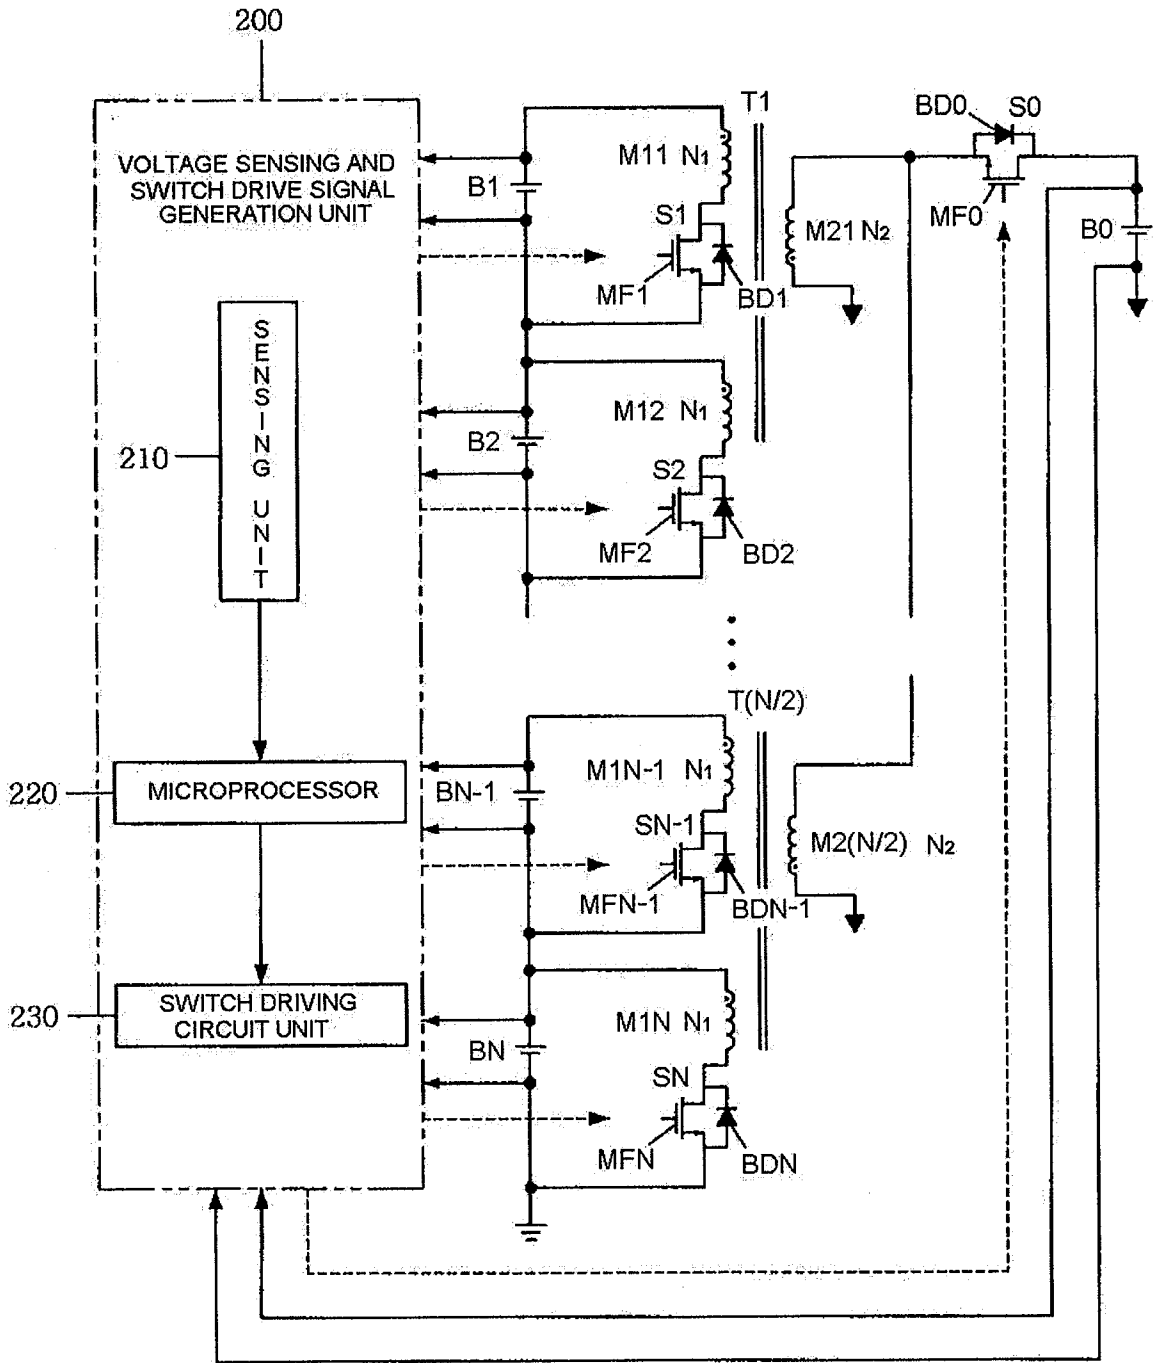 200
VOLTAGE SENSING AND
SWITCH DRIVE SIGNAL
GENERATION UNIT
SENSING UNIT
210
MICROPROCESSOR
220
SWITCH DRIVING
CIRCUIT UNIT
230
T1
B1
M11 N1
S1
MF1
BD1
M21 N2
BD0
S0
MF0
B0
B2
M12 N1
S2
MF2
BD2
T(N/2)
BN-1
M1N-1 N1
SN-1
MFN-1
BDN-1
M2(N/2) N2
BN
M1N N1
SN
MFN
BDN